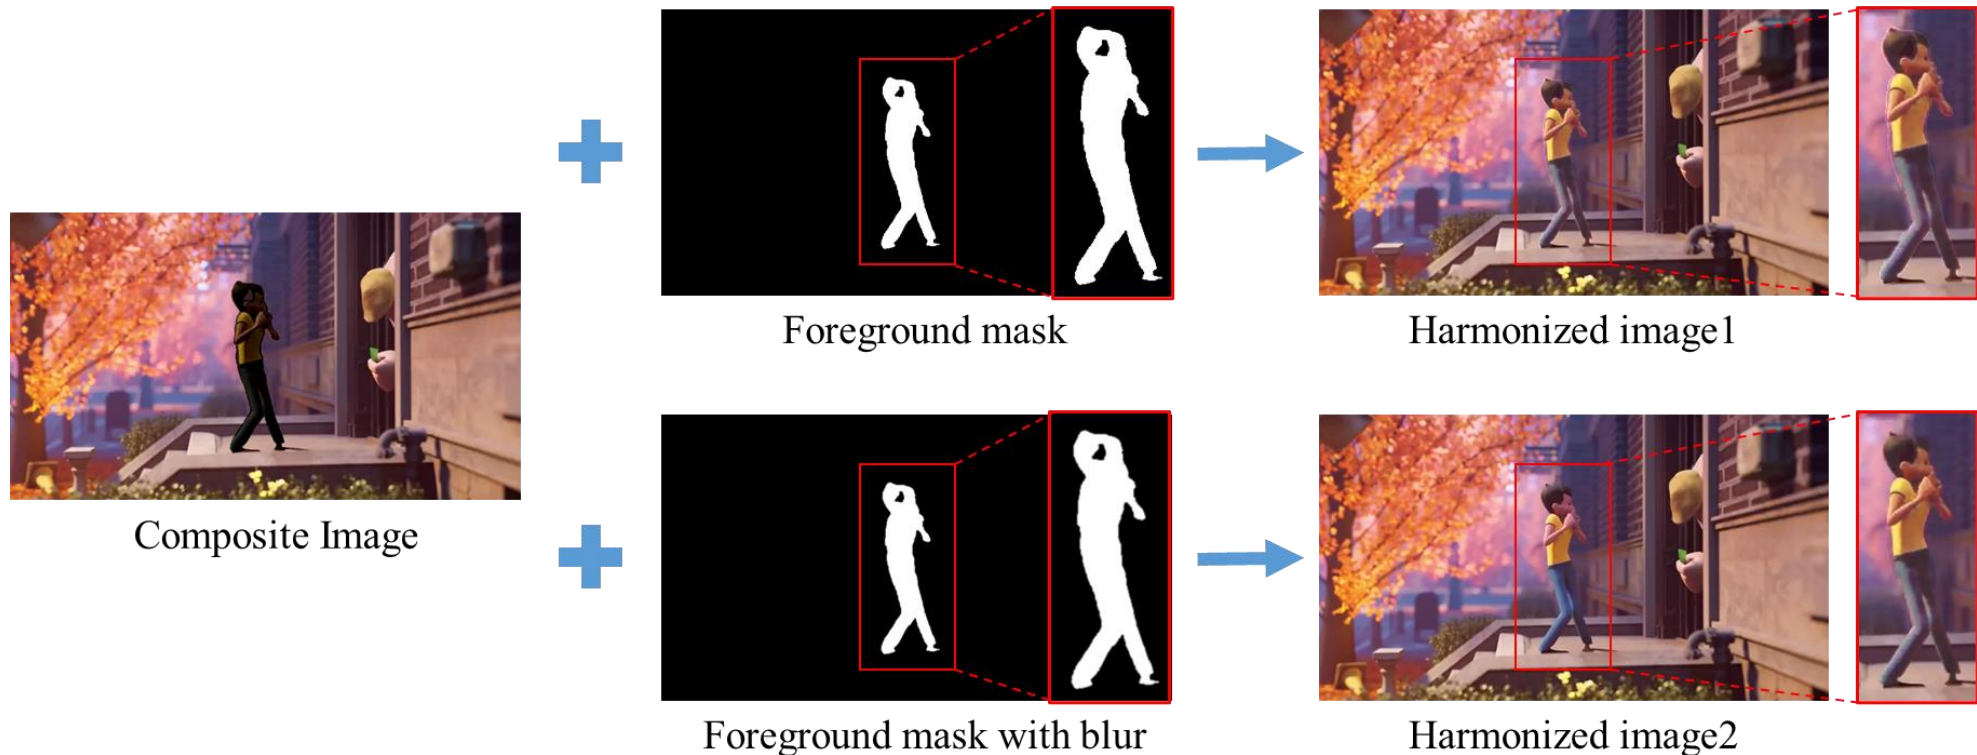 Foreground mask
Harmonized image1
Composite Image
Foreground mask with blur
Harmonized image2